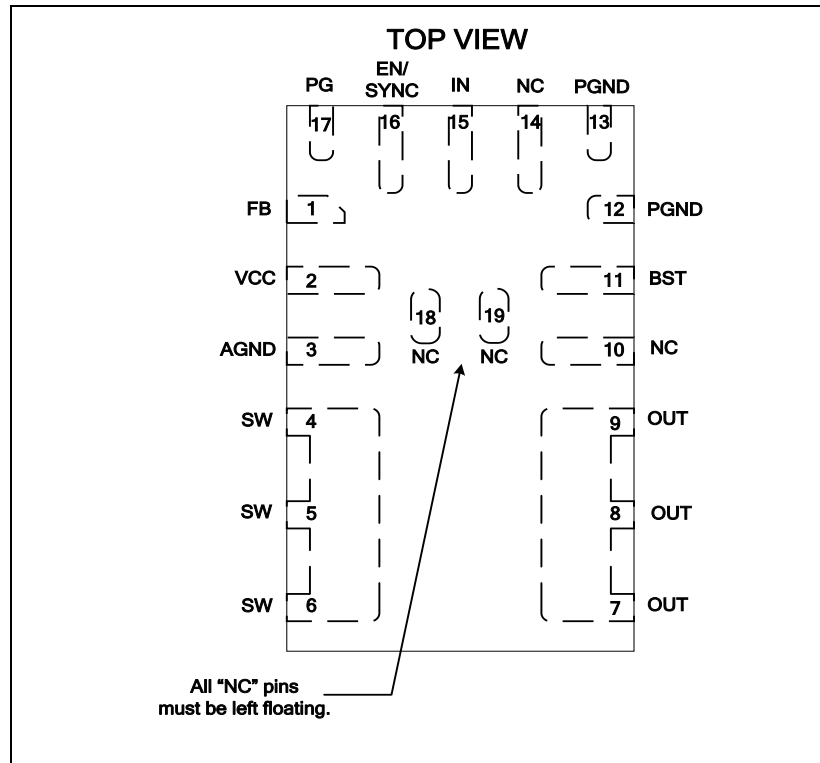 TOP VIEW
PG
EN/
SYNC
IN
NC
PGND
17
16
15
14
13
FB
1
12
PGND
VCC
2
11
BST
18
19
AGND
3
NC
NC
10
NC
SW
4
9
OUT
SW
5
8
OUT
SW
6
7
OUT
All “NC” pins
must be left floating.